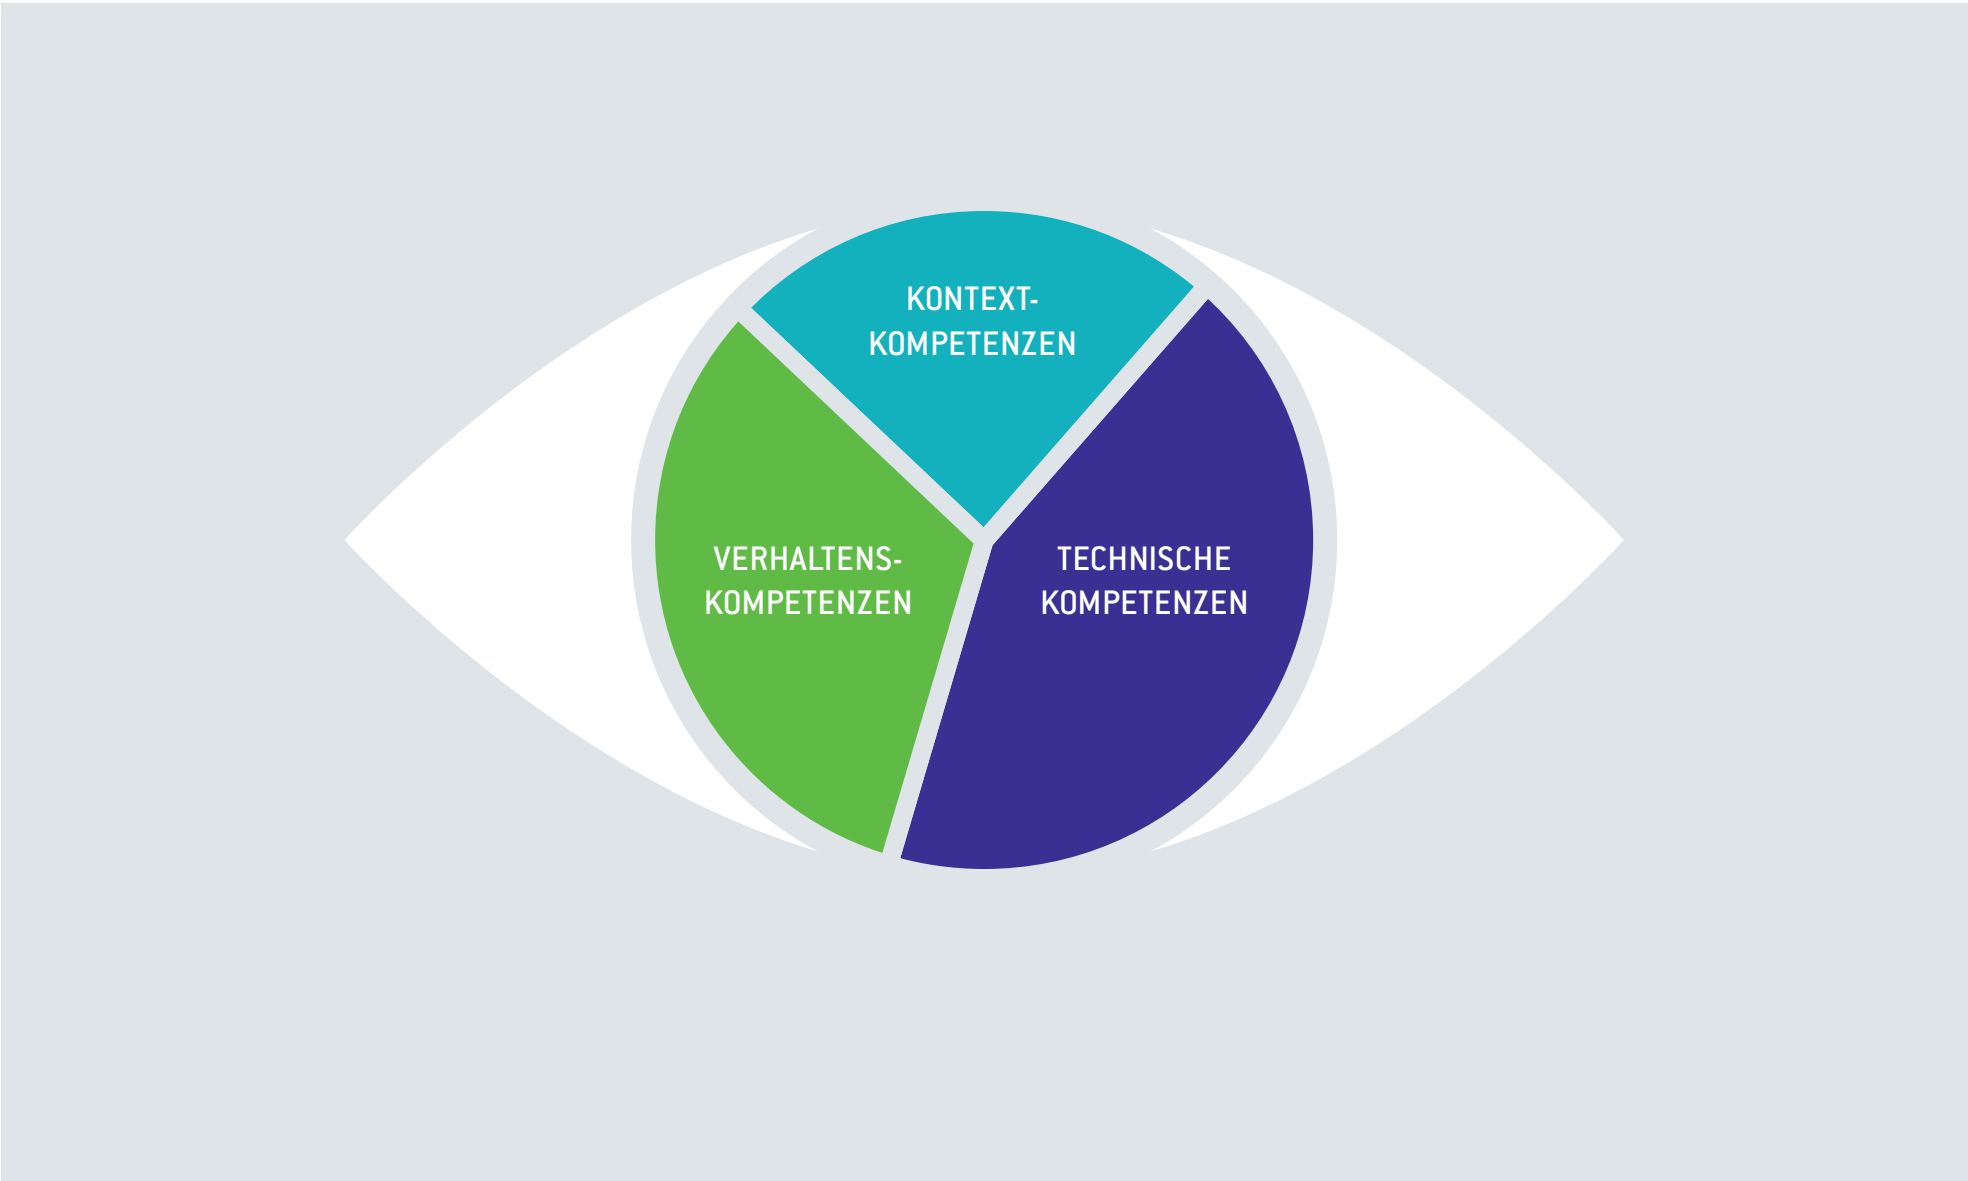 KONTEXT-
KOMPETENZEN
VERHALTENS-
KOMPETENZEN
TECHNISCHE
KOMPETENZEN